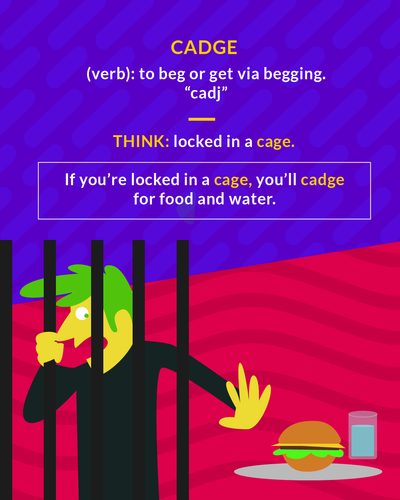 CADGE
(verb): to beg or get via begging.
“cadj”
THINK: locked in a cage.
If you’re locked in a cage, you’ll cadge
for food and water.